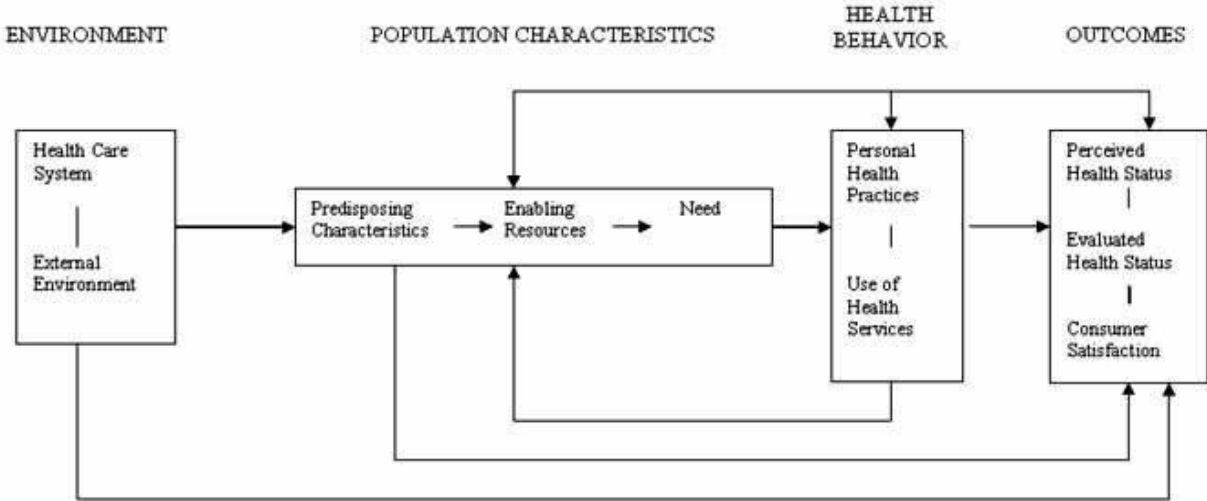 ENVIRONMENT
POPULATION CHARACTERISTICS
HEALTH
BEHAVIOR
OUTCOMES
Health Care
System
External
Environment
Predisposing
Characteristics
Enabling
Resources
Need
Personal
Health
Practices
Use of
Health
Services
Perceived
Health Status
Evaluated
Health Status
Consumer
Satisfaction